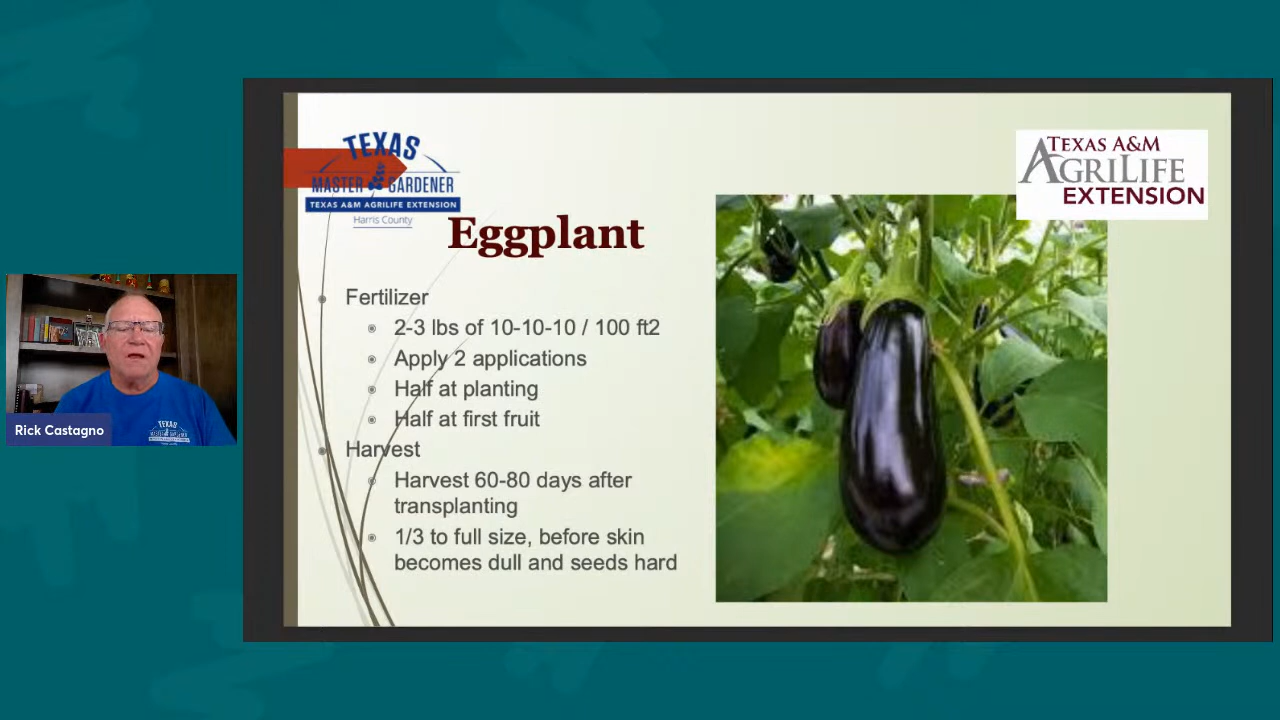 TEXAS
MASTER GARDENER
TEXAS A&M AGRILIFE EXTENSION
Harris County
TEXAS A&M
AGRILIFE
EXTENSION
Eggplant
Fertilizer
2-3 lbs of 10-10-10 / 100 ft2
Apply 2 applications
Half at planting
Half at first fruit
Harvest
Harvest 60-80 days after
transplanting
1/3 to full size, before skin
becomes dull and seeds hard
Rick Castagno
TEXAS